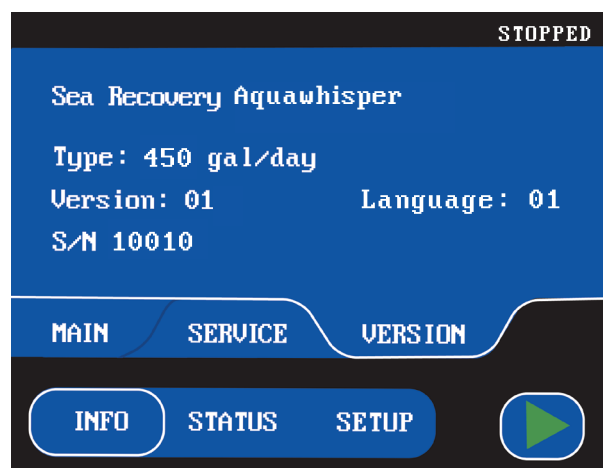 STOPPED
Sea Recovery Aquawhisper
Type: 450 gal/day
Version: 01 Language: 01
S/N 10010
MAIN SERVICE VERSION
INFO STATUS SETUP